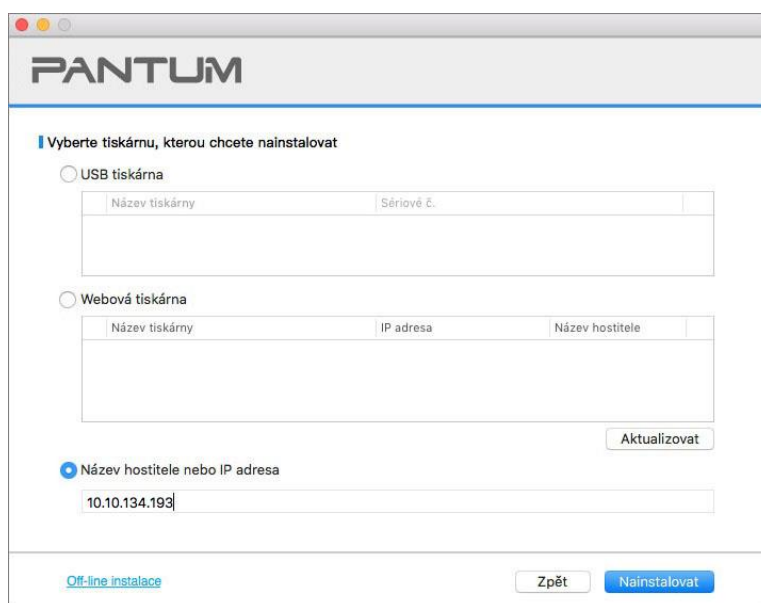 PANTUM
Vyberte tiskárnu, kterou chcete nainstalovat
USB tiskárna
Název tiskárny Sériové č.
Webová tiskárna
Název tiskárny IP adresa Název hostitele
Aktualizovat
Název hostitele nebo IP adresa
10.10.134.193
Off-line instalace Zpět Nainstalovat